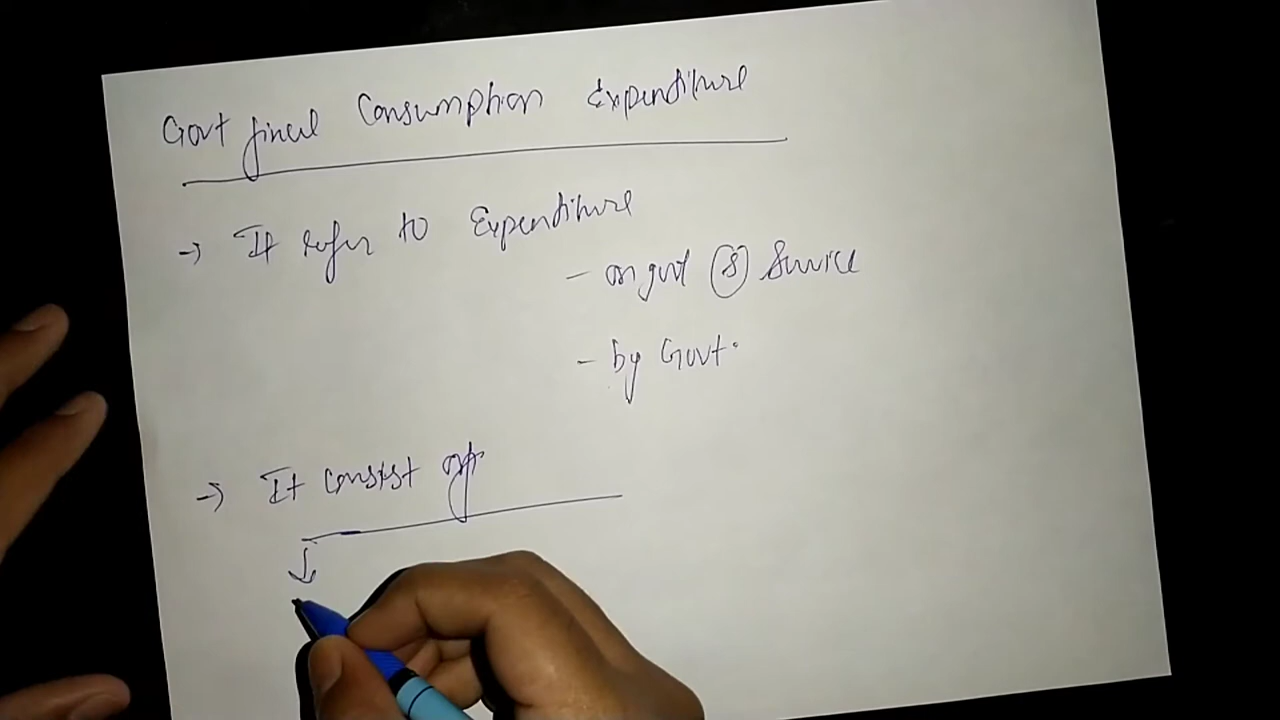 Govt final Consumption Expenditure
→ It refer to Expenditure
- on govt (S) Service
- by Govt.
→ It consist of